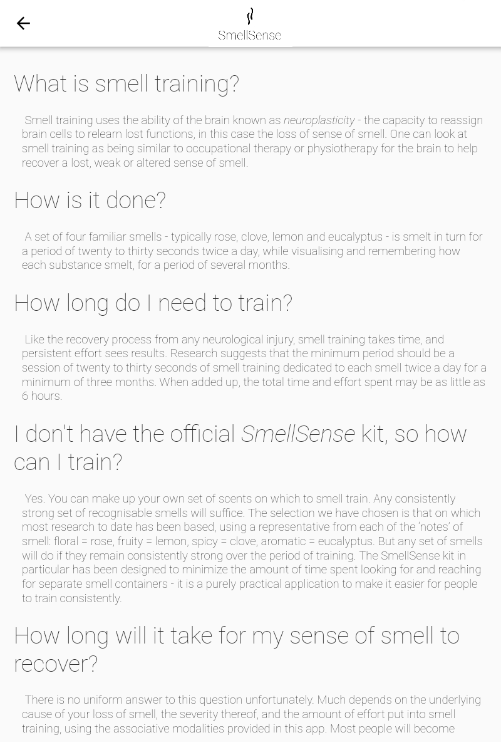 SmellSense
What is smell training?
Smell training uses the ability of the brain known as neuroplasticity - the capacity to reassign
brain cells to relearn lost functions, in this case the loss of sense of smell. One can look at
smell training as being similar to occupational therapy or physiotherapy for the brain to help
recover a lost, weak or altered sense of smell.
How is it done?
A set of four familiar smells - typically rose, clove, lemon and eucalyptus - is smelt in turn for
a period of twenty to thirty seconds twice a day, while visualising and remembering how
each substance smelt, for a period of several months.
How long do I need to train?
Like the recovery process from any neurological injury, smell training takes time, and
persistent effort sees results. Research suggests that the minimum period should be a
session of twenty to thirty seconds of smell training dedicated to each smell twice a day for a
minimum of three months. When added up, the total time and effort spent may be as little as
6 hours.
I don't have the official SmellSense kit, so how
can I train?
Yes. You can make up your own set of scents on which to smell train. Any consistently
strong set of recognisable smells will suffice. The selection we have chosen is that on which
most research to date has been based, using a representative from each of the 'notes' of
smell: floral = rose, fruity = lemon, spicy = clove, aromatic = eucalyptus. But any set of smells
will do if they remain consistently strong over the period of training. The SmellSense kit in
particular has been designed to minimize the amount of time spent looking for and reaching
for separate smell containers - it is a purely practical application to make it easier for people
to train consistently.
How long will it take for my sense of smell to
recover?
There is no uniform answer to this question unfortunately. Much depends on the underlying
cause of your loss of smell, the severity thereof, and the amount of effort put into smell
training, using the associative modalities provided in this app. Most people will become